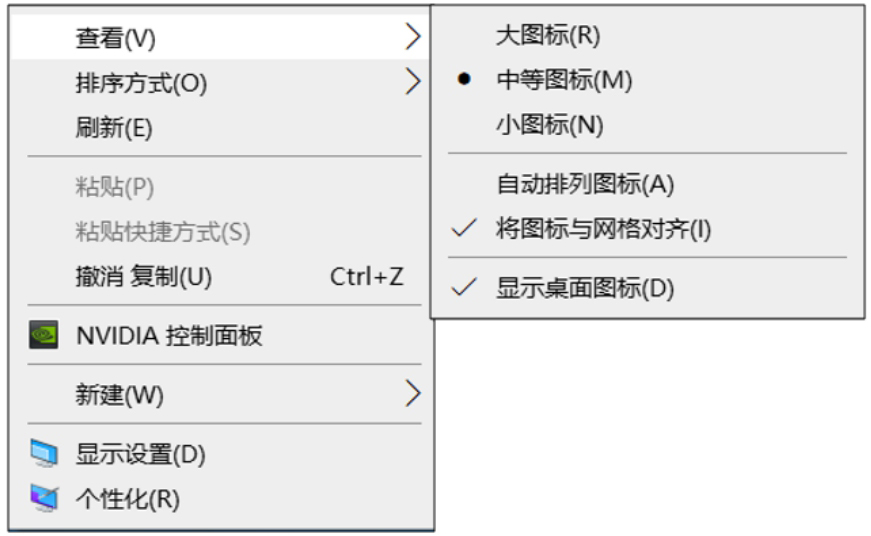 查看(V)
排序方式(O)
刷新(E)
粘贴(P)
粘贴快捷方式(S)
撤消 复制(U) Ctrl+Z
NVIDIA 控制面板
新建(W)
显示设置(D)
个性化(R)
大图标(R)
中等图标(M)
小图标(N)
自动排列图标(A)
将图标与网格对齐(I)
显示桌面图标(D)